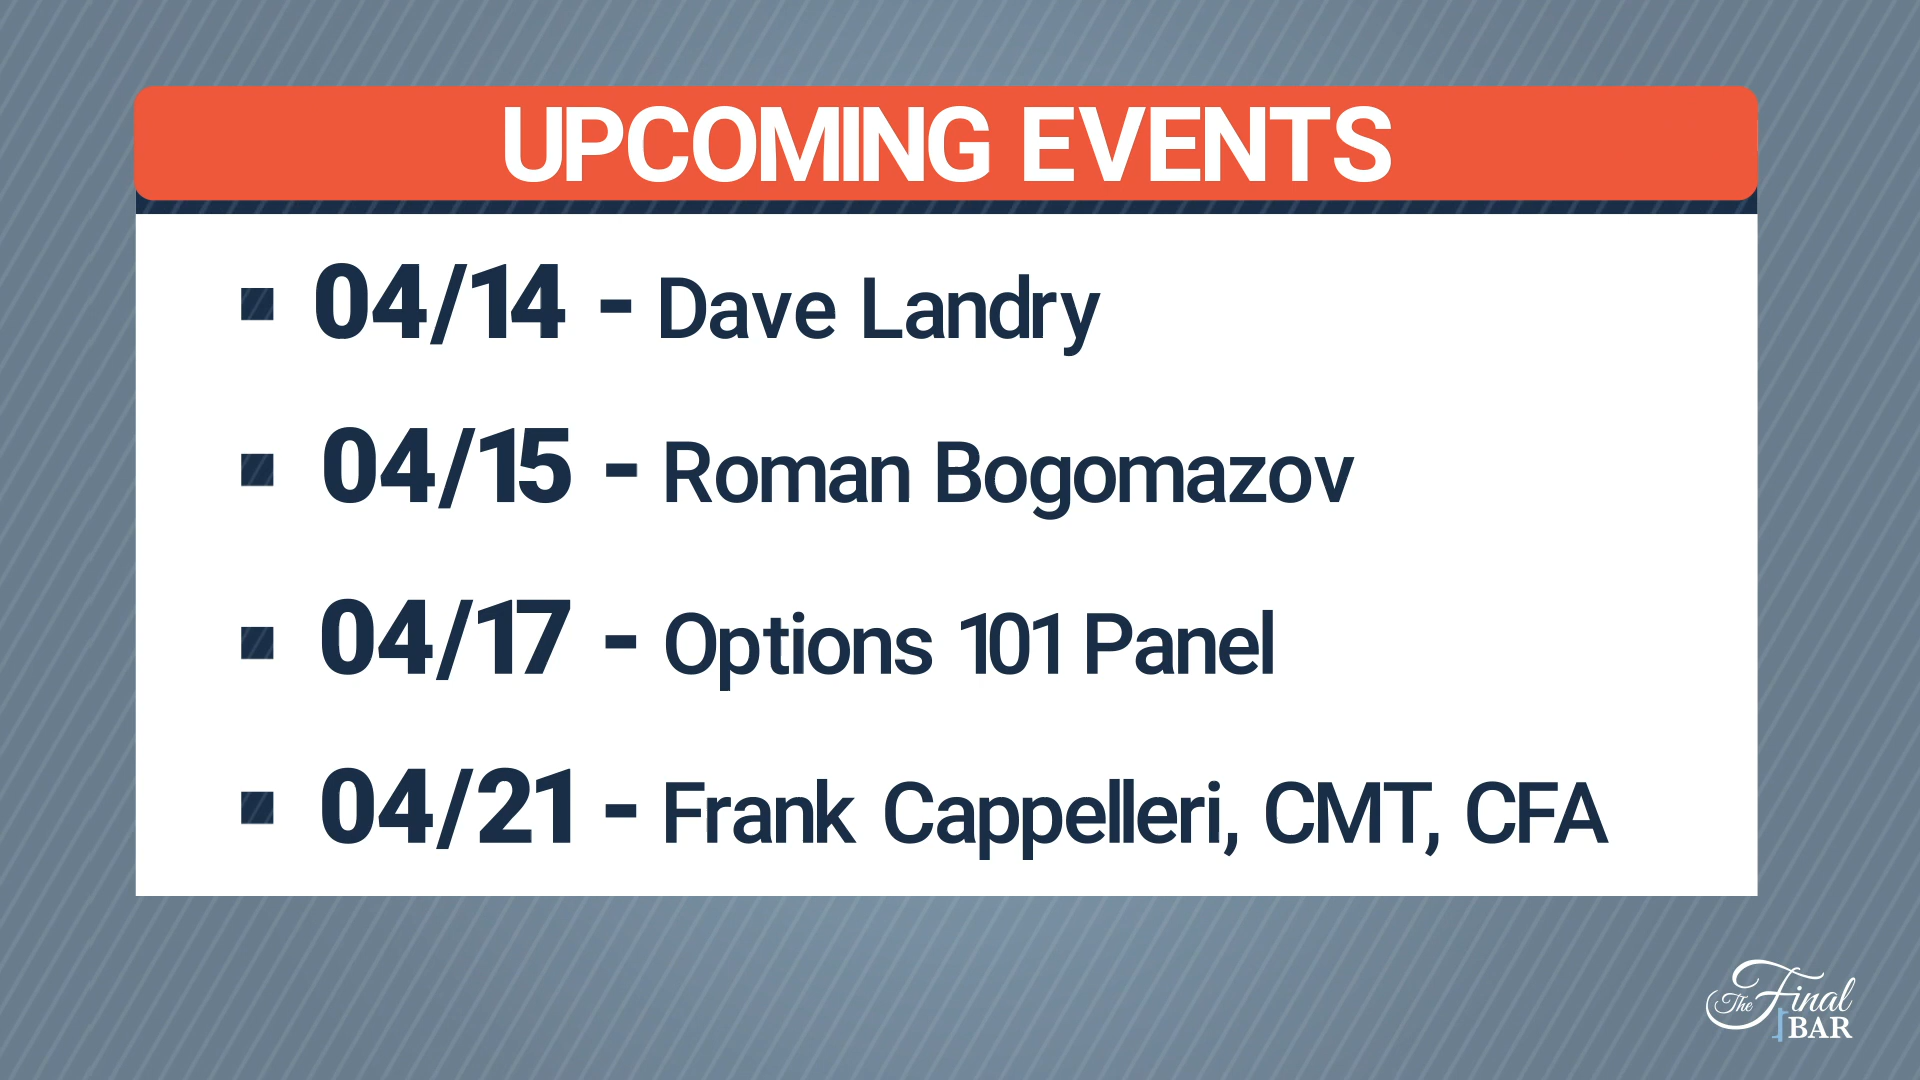 UPCOMING EVENTS
▪ 04/14 - Dave Landry
▪ 04/15 - Roman Bogomazov
▪ 04/17 - Options 101 Panel
▪ 04/21 - Frank Cappelleri, CMT, CFA
The Final
BAR